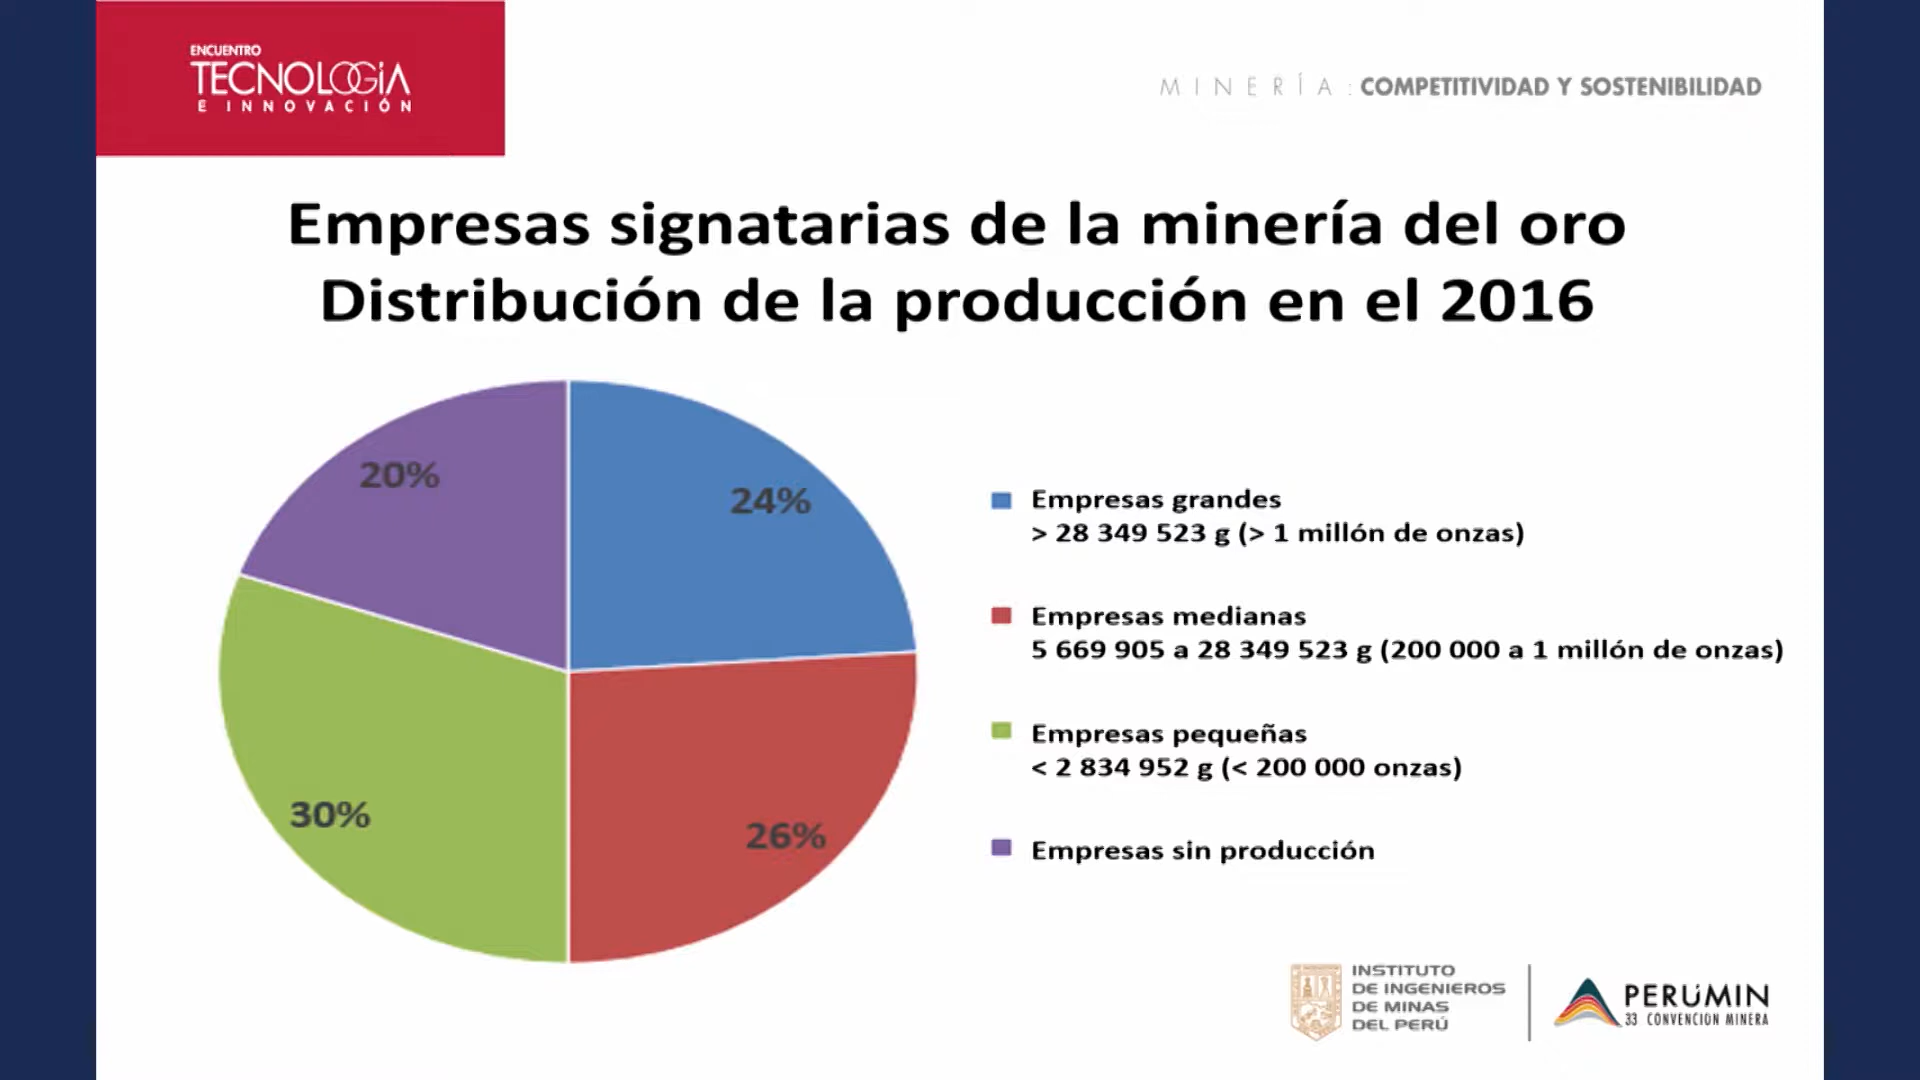 ENCUENTRO
TECNOLOGÍA
E INNOVACIÓN
MINERÍA: COMPETITIVIDAD Y SOSTENIBILIDAD
Empresas signatarias de la minería del oro
Distribución de la producción en el 2016
20%
24%
30%
26%
Empresas grandes
> 28 349 523 g (> 1 millón de onzas)
Empresas medianas
5 669 905 a 28 349 523 g (200 000 a 1 millón de onzas)
Empresas pequeñas
< 2 834 952 g (< 200 000 onzas)
Empresas sin producción
INSTITUTO
DE INGENIEROS
DE MINAS
DEL PERÚ
PERÚMIN
33 CONVENCIÓN MINERA